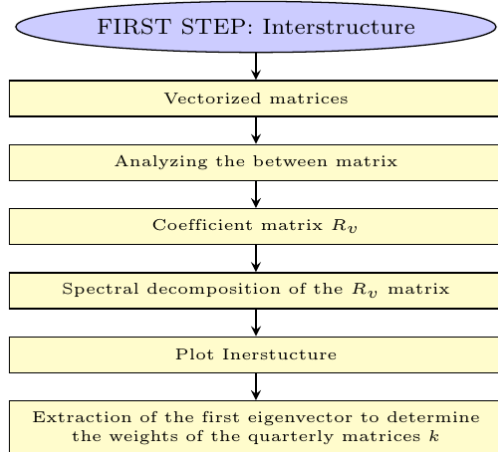 FIRST STEP: Interstructure
Vectorized matrices
Analyzing the between matrix
Coefficient matrix R_v
Spectral decomposition of the R_v matrix
Plot Inerstucture
Extraction of the first eigenvector to determine
the weights of the quarterly matrices k